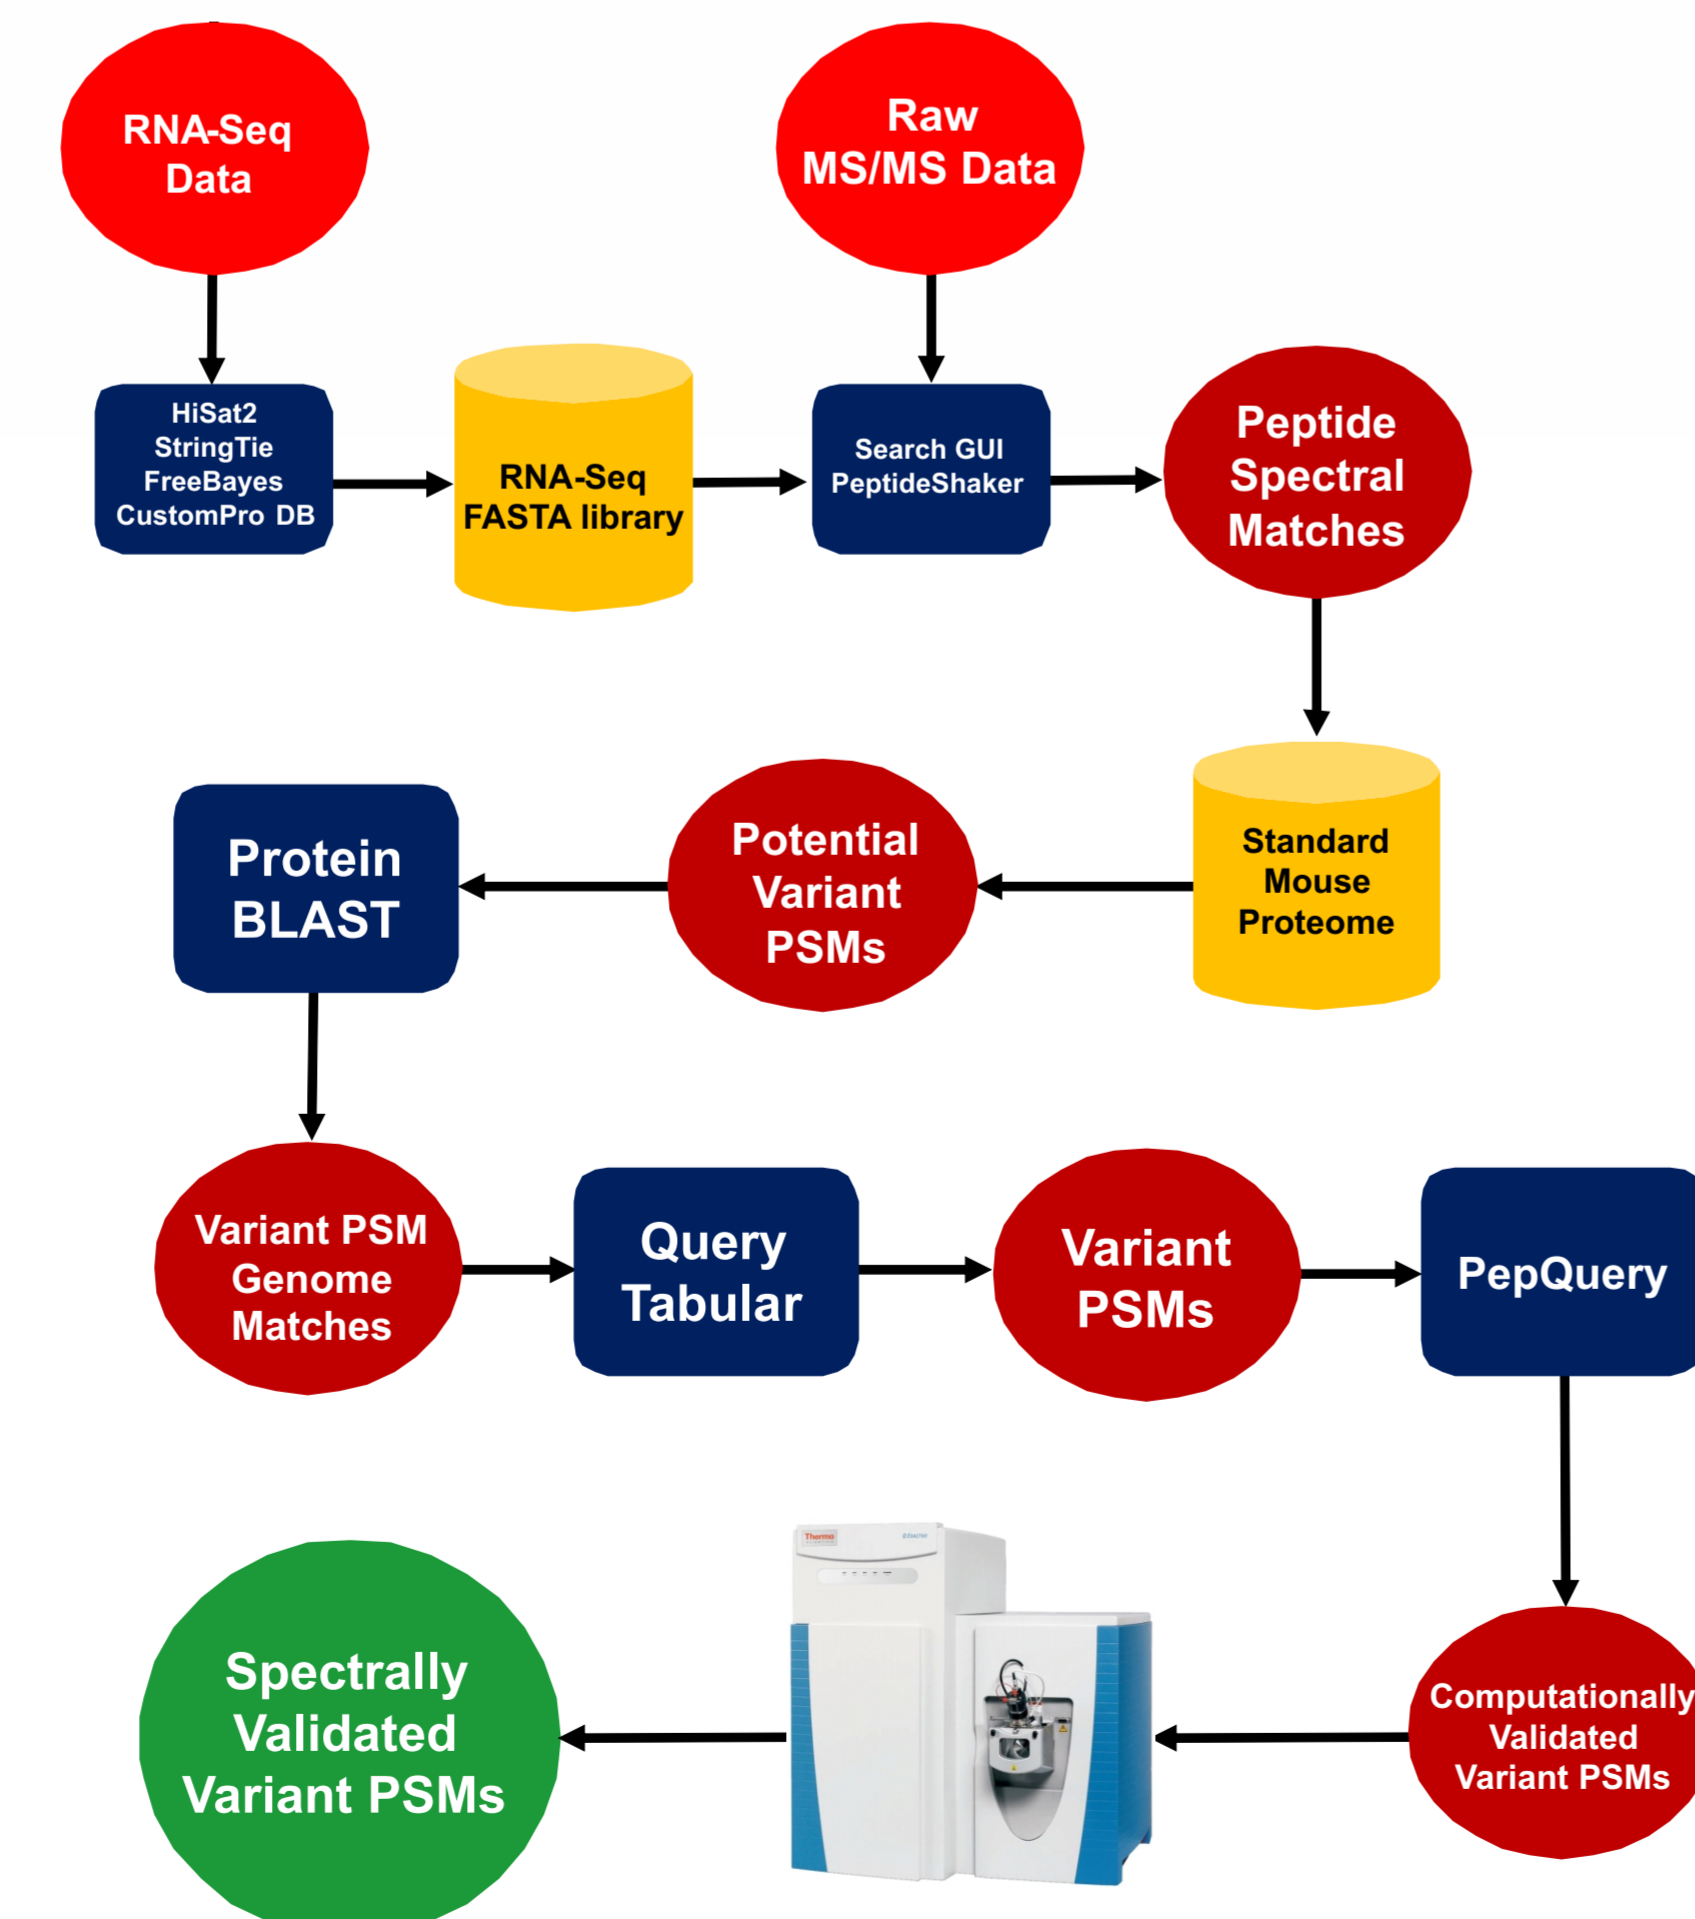 RNA-Seq
Data
Raw
MS/MS Data
HiSat2
StringTie
FreeBayes
CustomPro DB
RNA-Seq
FASTA library
Search GUI
PeptideShaker
Peptide
Spectral
Matches
Protein
BLAST
Potential
Variant
PSMs
Standard
Mouse
Proteome
Variant PSM
Genome
Matches
Query
Tabular
Variant
PSMs
PepQuery
Spectrally
Validated
Variant PSMs
Thermo
Computationally
Validated
Variant PSMs